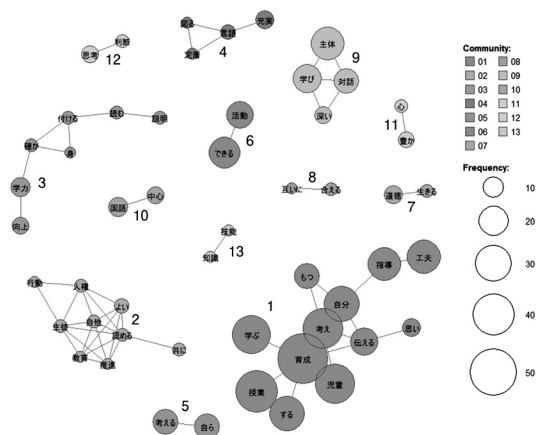 判断
思考
12
図る
言語
充実
定着
4
主体
学び
対話
深い
9
Community:
01
02
03
04
05
06
07
08
09
10
11
12
13
付ける
読む
説明
確か
身
学力
向上
3
活動
できる
6
心
豊か
11
互いに
合える
8
道徳
生きる
7
国語
中心
10
技能
知識
13
Frequency:
10
20
30
40
50
行動
人権
よい
生徒
自他
認める
教育
推進
共に
2
1
もつ
自分
指導
工夫
学ぶ
考え
伝える
思い
育成
授業
児童
する
5
考える
自ら